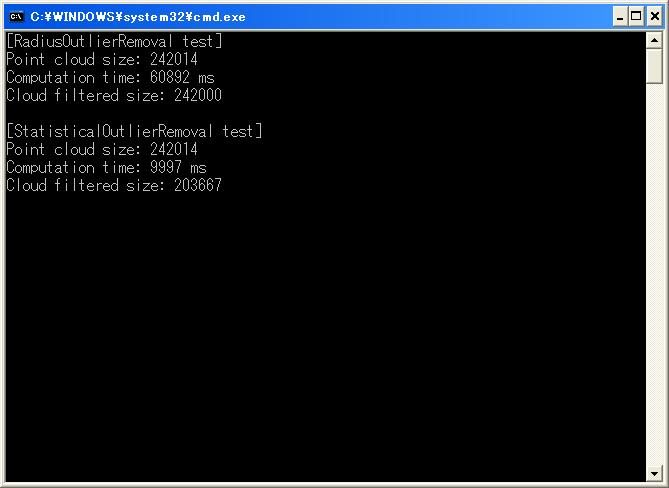 C:¥WINDOWS¥system32¥cmd.exe
[RadiusOutlierRemoval test]
Point cloud size: 242014
Computation time: 60892 ms
Cloud filtered size: 242000
[StatisticalOutlierRemoval test]
Point cloud size: 242014
Computation time: 9997 ms
Cloud filtered size: 203667